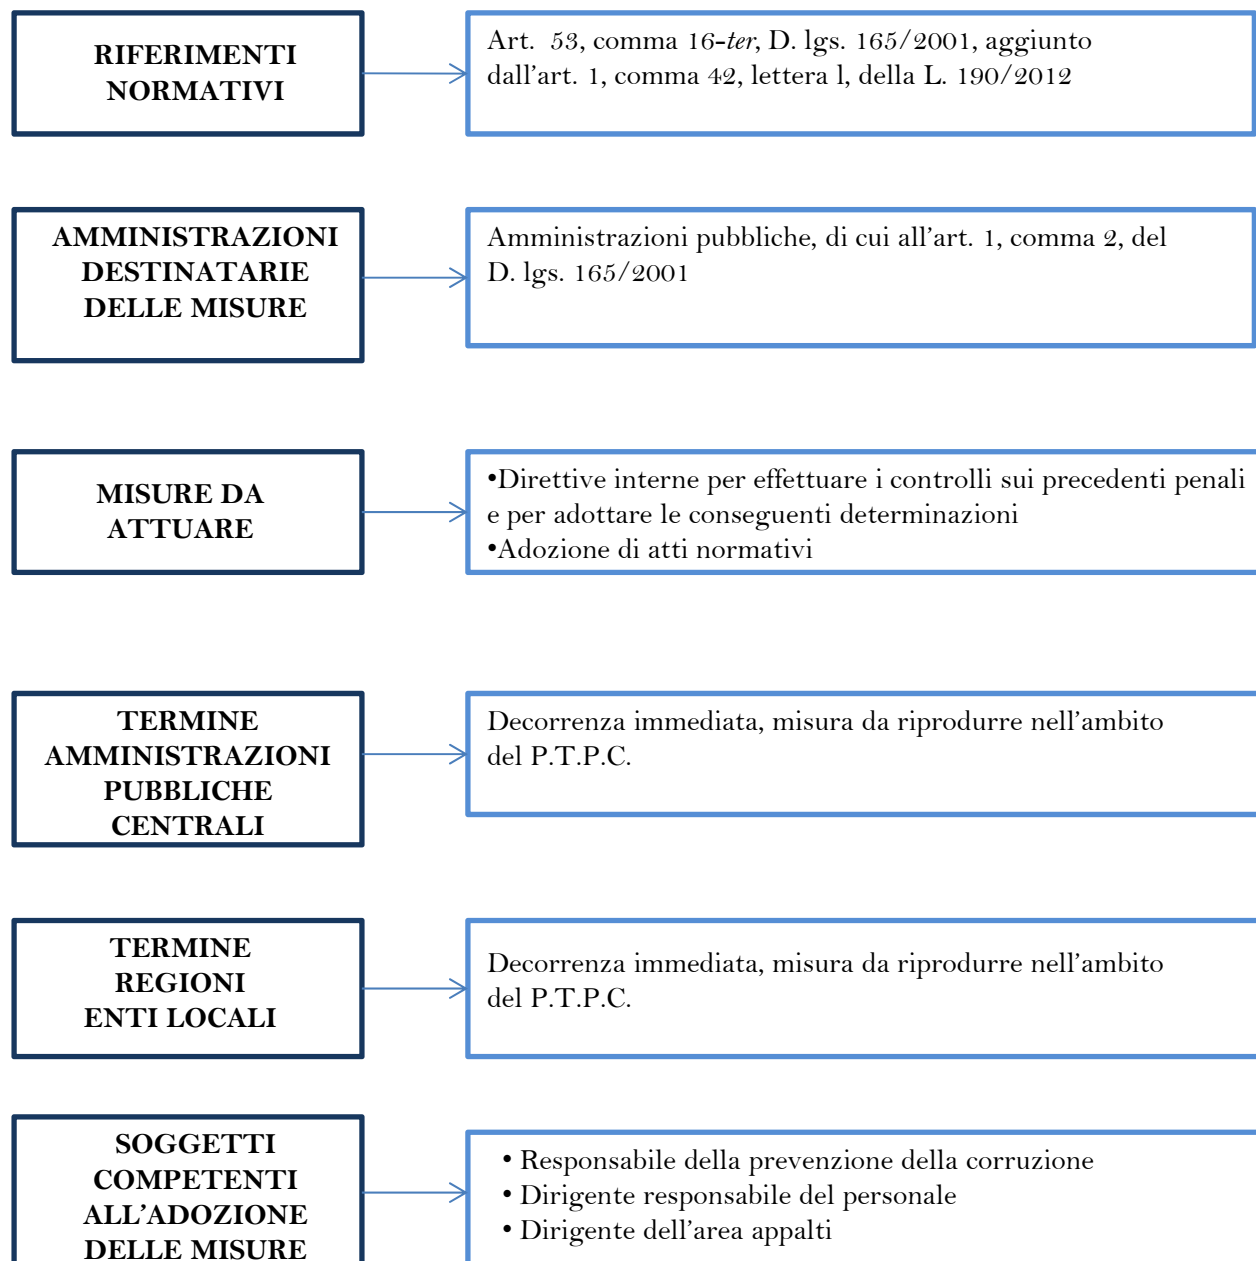 RIFERIMENTI
NORMATIVI
Art. 53, comma 16-ter, D. lgs. 165/2001, aggiunto
dall’art. 1, comma 42, lettera l, della L. 190/2012
AMMINISTRAZIONI
DESTINATARIE
DELLE MISURE
Amministrazioni pubbliche, di cui all’art. 1, comma 2, del
D. lgs. 165/2001
MISURE DA
ATTUARE
•Direttive interne per effettuare i controlli sui precedenti penali
e per adottare le conseguenti determinazioni
•Adozione di atti normativi
TERMINE
AMMINISTRAZIONI
PUBBLICHE
CENTRALI
Decorrenza immediata, misura da riprodurre nell’ambito
del P.T.P.C.
TERMINE
REGIONI
ENTI LOCALI
Decorrenza immediata, misura da riprodurre nell’ambito
del P.T.P.C.
SOGGETTI
COMPETENTI
ALL’ADOZIONE
DELLE MISURE
• Responsabile della prevenzione della corruzione
• Dirigente responsabile del personale
• Dirigente dell’area appalti